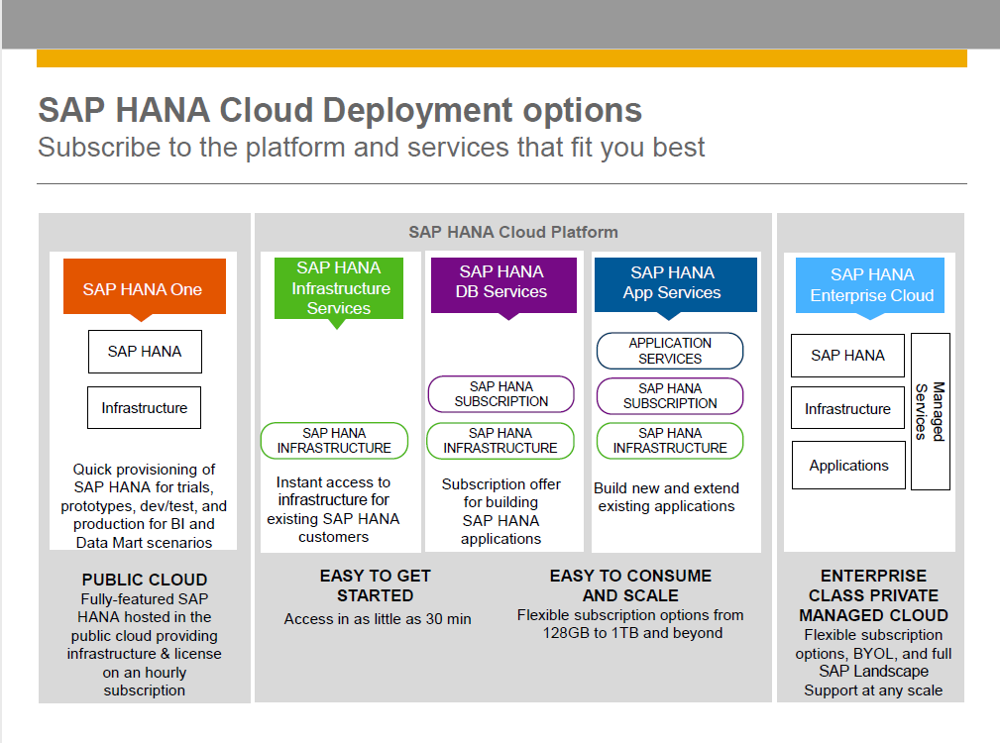 SAP HANA Cloud Deployment options
Subscribe to the platform and services that fit you best
SAP HANA One
SAP HANA
Infrastructure
Quick provisioning of
SAP HANA for trials,
prototypes, dev/test, and
production for BI and
Data Mart scenarios
PUBLIC CLOUD
Fully-featured SAP
HANA hosted in the
public cloud providing
infrastructure & license
on an hourly
subscription
SAP HANA Cloud Platform
SAP HANA
Infrastructure
Services
SAP HANA
INFRASTRUCTURE
Instant access to
infrastructure for
existing SAP HANA
customers
SAP HANA
DB Services
SAP HANA
SUBSCRIPTION
SAP HANA
INFRASTRUCTURE
Subscription offer
for building
SAP HANA
applications
SAP HANA
App Services
APPLICATION
SERVICES
SAP HANA
SUBSCRIPTION
SAP HANA
INFRASTRUCTURE
Build new and extend
existing applications
EASY TO GET
STARTED
Access in as little as 30 min
EASY TO CONSUME
AND SCALE
Flexible subscription options from
128GB to 1TB and beyond
SAP HANA
Enterprise Cloud
SAP HANA
Infrastructure
Applications
Managed
Services
ENTERPRISE
CLASS PRIVATE
MANAGED CLOUD
Flexible subscription
options, BYOL, and full
SAP Landscape
Support at any scale